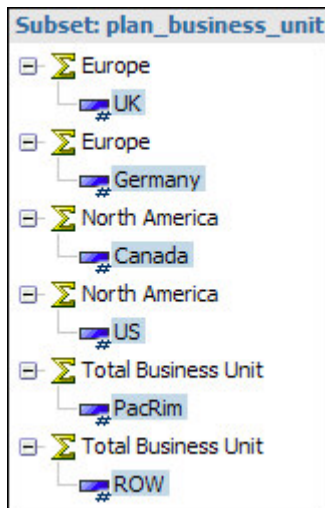 Subset: plan_business_unit
Europe
UK
Europe
Germany
North America
Canada
North America
US
Total Business Unit
PacRim
Total Business Unit
ROW